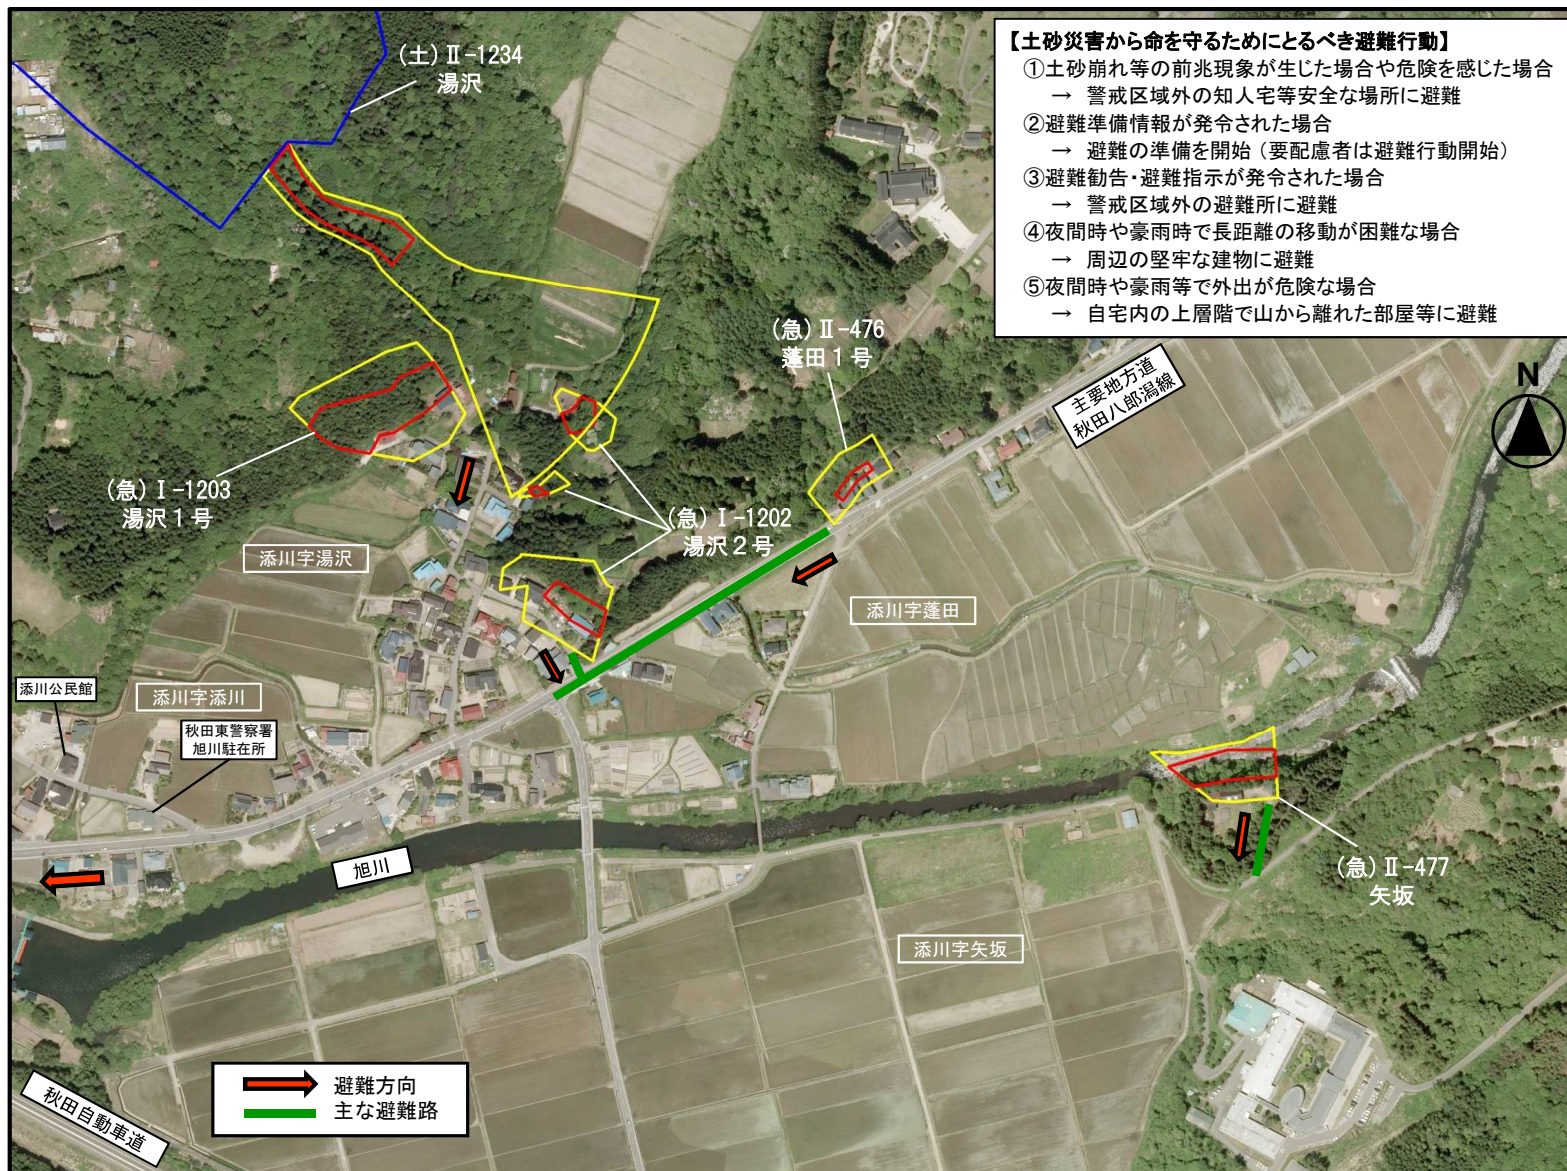 【土砂災害から命を守るためにとるべき避難行動】
①土砂崩れ等の前兆現象が生じた場合や危険を感じた場合
→ 警戒区域外の知人宅等安全な場所に避難
②避難準備情報が発令された場合
→ 避難の準備を開始（要配慮者は避難行動開始）
③避難勧告・避難指示が発令された場合
→ 警戒区域外の避難所に避難
④夜間時や豪雨時で長距離の移動が困難な場合
→ 周辺の堅牢な建物に避難
⑤夜間時や豪雨等で外出が危険な場合
→ 自宅内の上層階で山から離れた部屋等に避難
(土)Ⅱ-1234
湯沢
(急)Ⅱ-476
蓬田１号
主要地方道
秋田八郎潟線
N
(急)Ⅰ-1203
湯沢１号
(急)Ⅰ-1202
湯沢２号
添川字湯沢
添川字蓬田
添川公民館
添川字添川
秋田東警察署
旭川駐在所
旭川
(急)Ⅱ-477
矢坂
添川字矢坂
避難方向
主な避難路
秋田自動車道